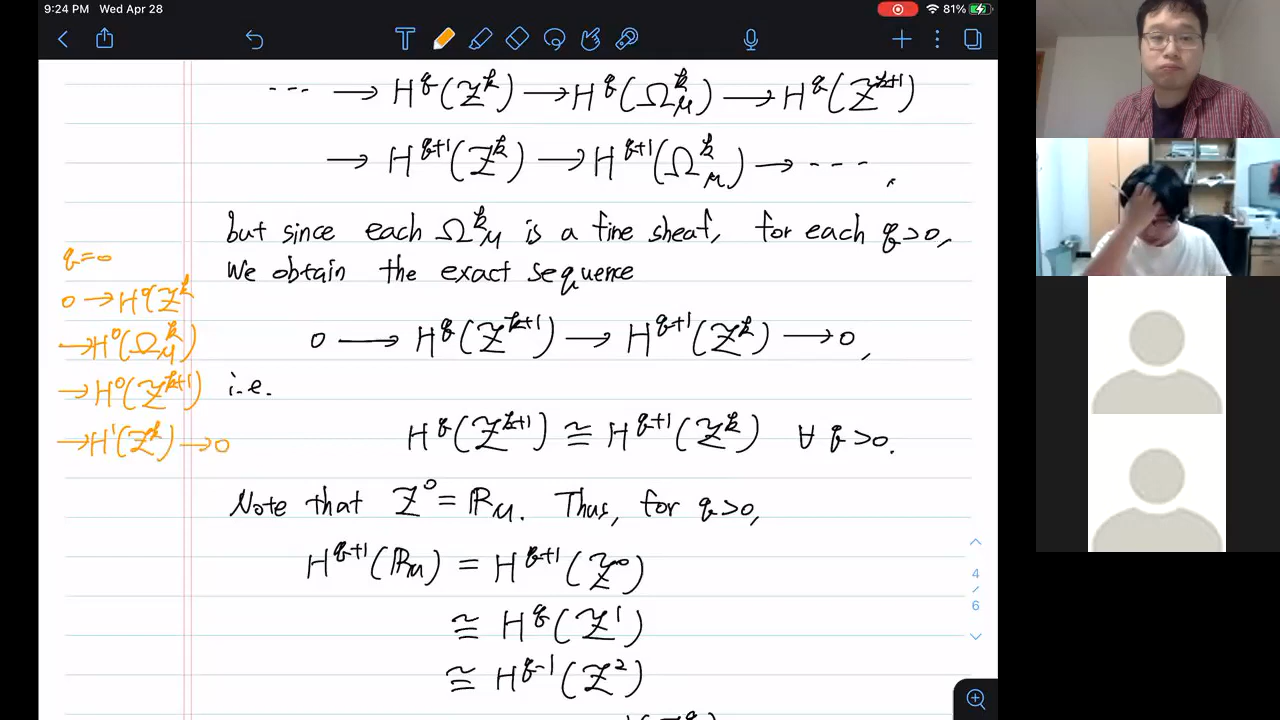 9:24 PM Wed Apr 28
81%
T
··· → H^q(Z^k) → H^q(Ω^k_M) → H^q(Z^{k+1})
→ H^{q+1}(Z^k) → H^{q+1}(Ω^k_M) → ··· ,
but since each Ω^k_M is a fine sheaf, for each q>0,
We obtain the exact sequence
0 → H^q(Z^{k+1}) → H^{q+1}(Z^k) → 0,
i.e.
H^q(Z^{k+1}) ≅ H^{q+1}(Z^k) ∀ q>0.
Note that Z^0 = ℝ_M. Thus, for q>0,
H^{q+1}(ℝ_M) = H^{q+1}(Z^0)
≅ H^q(Z^1)
≅ H^{q-1}(Z^2)
q=0
0 → H^0(Z^k
→ H^0(Ω^k_M)
→ H^0(Z^{k+1})
→ H^1(Z^k) → 0
4
/
6